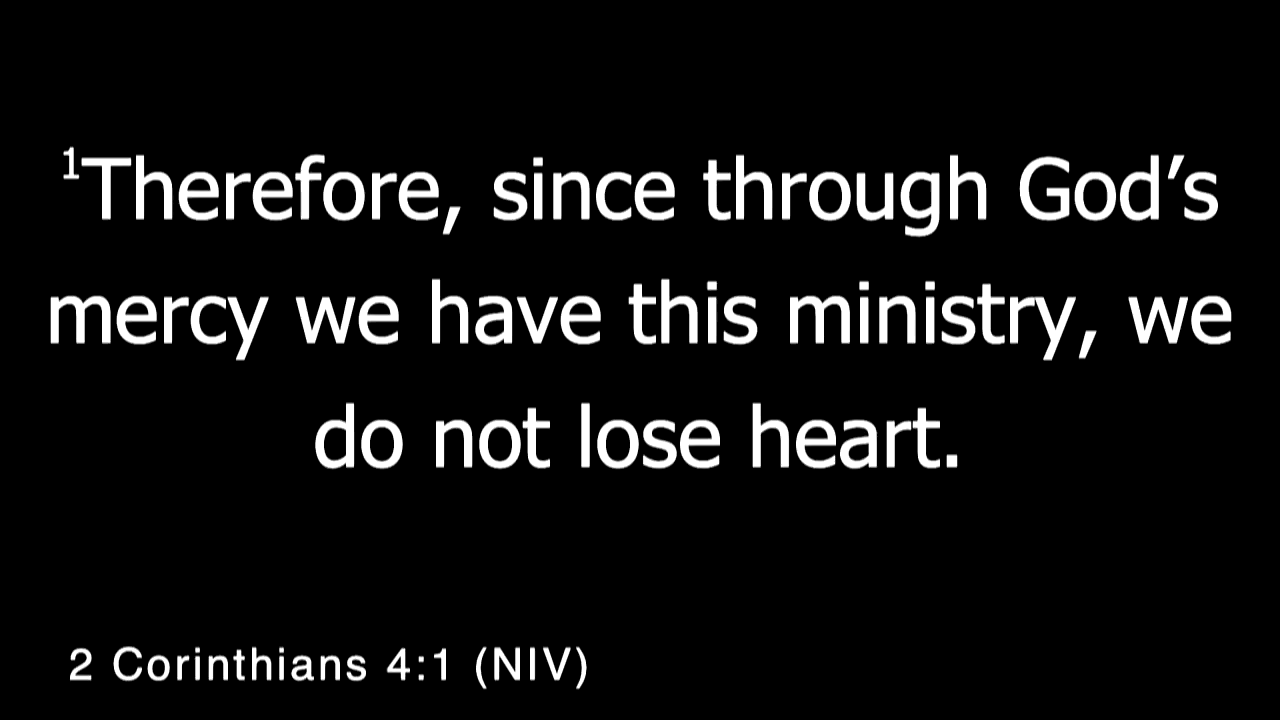 ¹Therefore, since through God’s
mercy we have this ministry, we
do not lose heart.
2 Corinthians 4:1 (NIV)